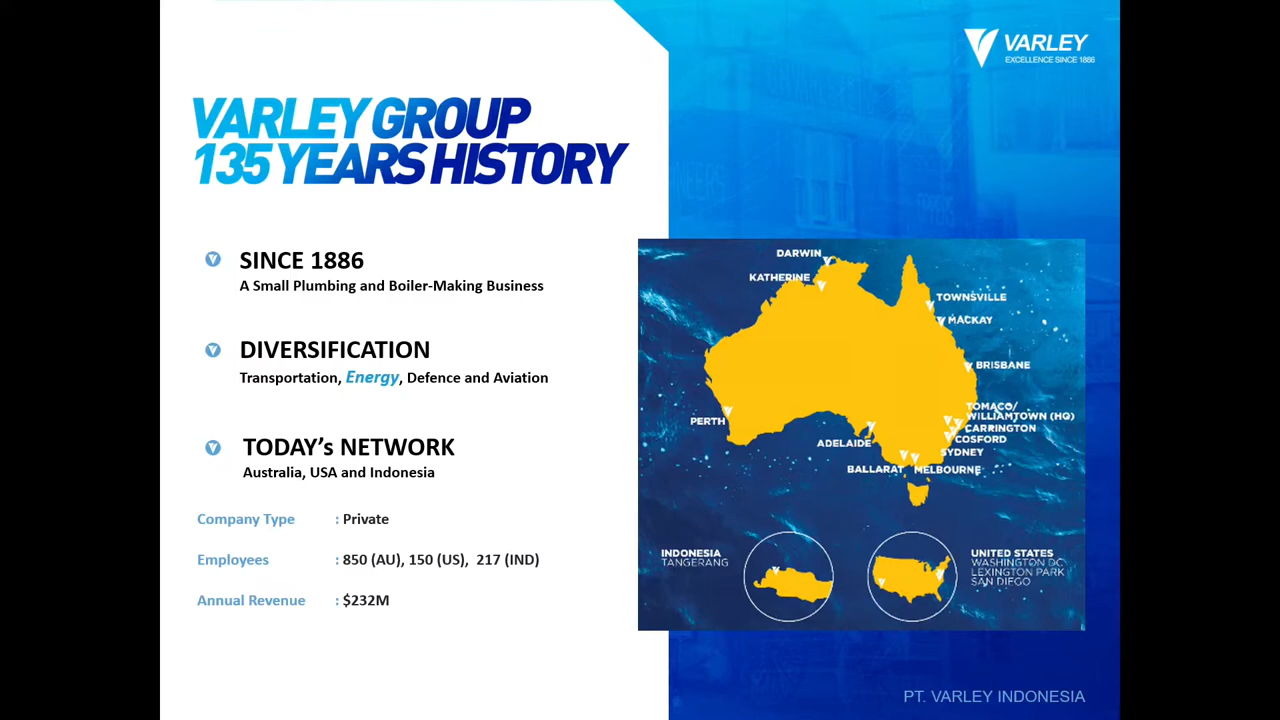 VARLEY
EXCELLENCE SINCE 1886
VARLEY GROUP
135 YEARS HISTORY
SINCE 1886
A Small Plumbing and Boiler-Making Business
DIVERSIFICATION
Transportation, Energy, Defence and Aviation
TODAY's NETWORK
Australia, USA and Indonesia
Company Type : Private
Employees : 850 (AU), 150 (US), 217 (IND)
Annual Revenue : $232M
DARWIN
KATHERINE
TOWNSVILLE
MACKAY
BRISBANE
TOMACO/
WILLIAMTOWN (HQ)
CARRINGTON
COSFORD
SYDNEY
PERTH
ADELAIDE
BALLARAT
MELBOURNE
INDONESIA
TANGERANG
UNITED STATES
WASHINGTON DC
LEXINGTON PARK
SAN DIEGO
PT. VARLEY INDONESIA